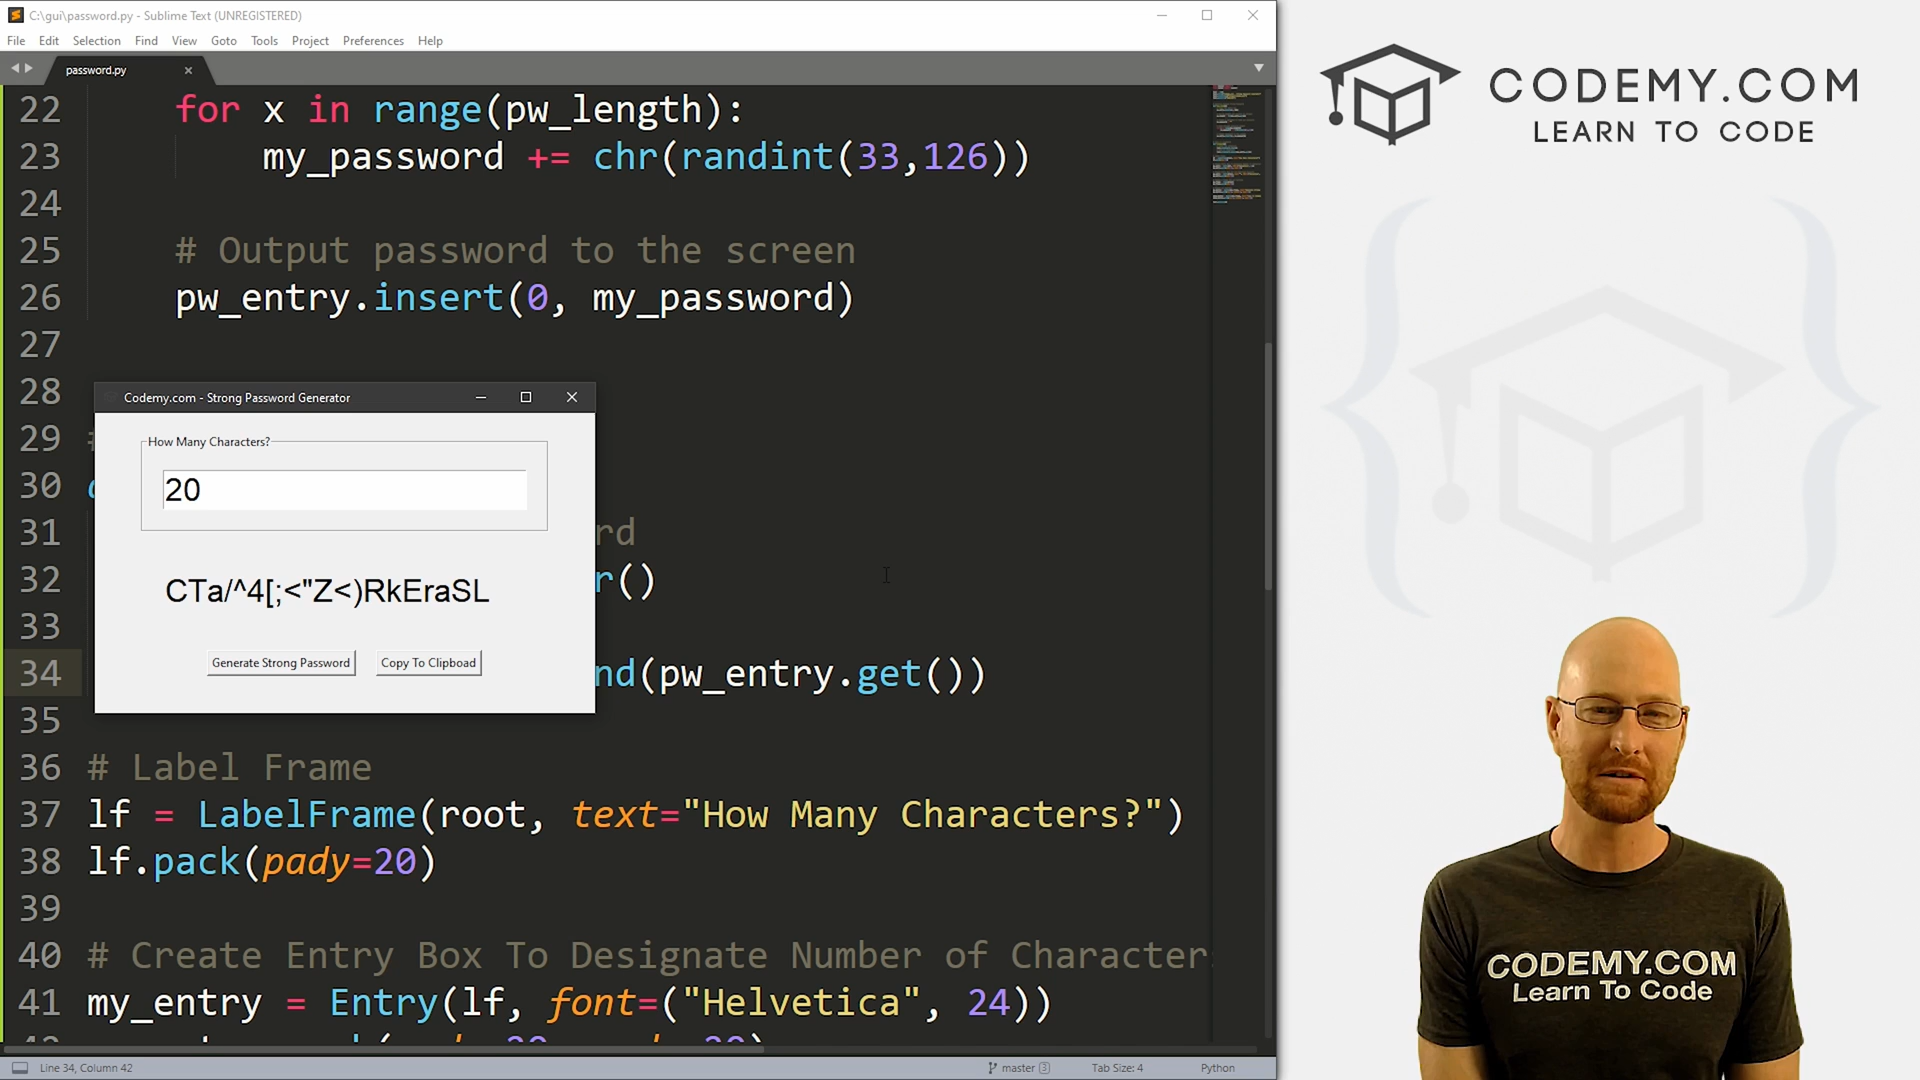 C:\gui\password.py - Sublime Text (UNREGISTERED)
File Edit Selection Find View Goto Tools Project Preferences Help
password.py
22 for x in range(pw_length):
23 my_password += chr(randint(33,126))
24
25 # Output password to the screen
26 pw_entry.insert(0, my_password)
27
28
29 #
30
31 rd
32 r()
33
34 nd(pw_entry.get())
35
36 # Label Frame
37 lf = LabelFrame(root, text="How Many Characters?")
38 lf.pack(pady=20)
39
40 # Create Entry Box To Designate Number of Character
41 my_entry = Entry(lf, font=("Helvetica", 24))
Codemy.com - Strong Password Generator
How Many Characters?
20
CTa/^4[;<"Z<)RkEraSL
Generate Strong Password Copy To Clipboad
Line 34, Column 42
master 3
Tab Size: 4
Python
CODEMY.COM
LEARN TO CODE
CODEMY.COM
Learn To Code